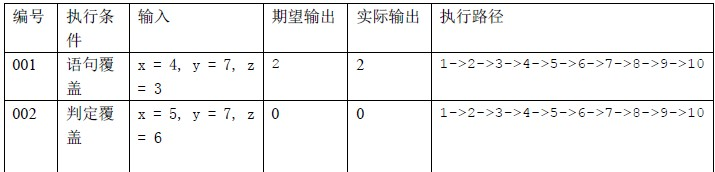 编号 执行条件 输入 期望输出 实际输出 执行路径
001 语句覆盖 x = 4, y = 7, z = 3 2 2 1->2->3->4->5->6->7->8->9->10
002 判定覆盖 x = 5, y = 7, z = 6 0 0 1->2->3->4->5->6->7->8->9->10